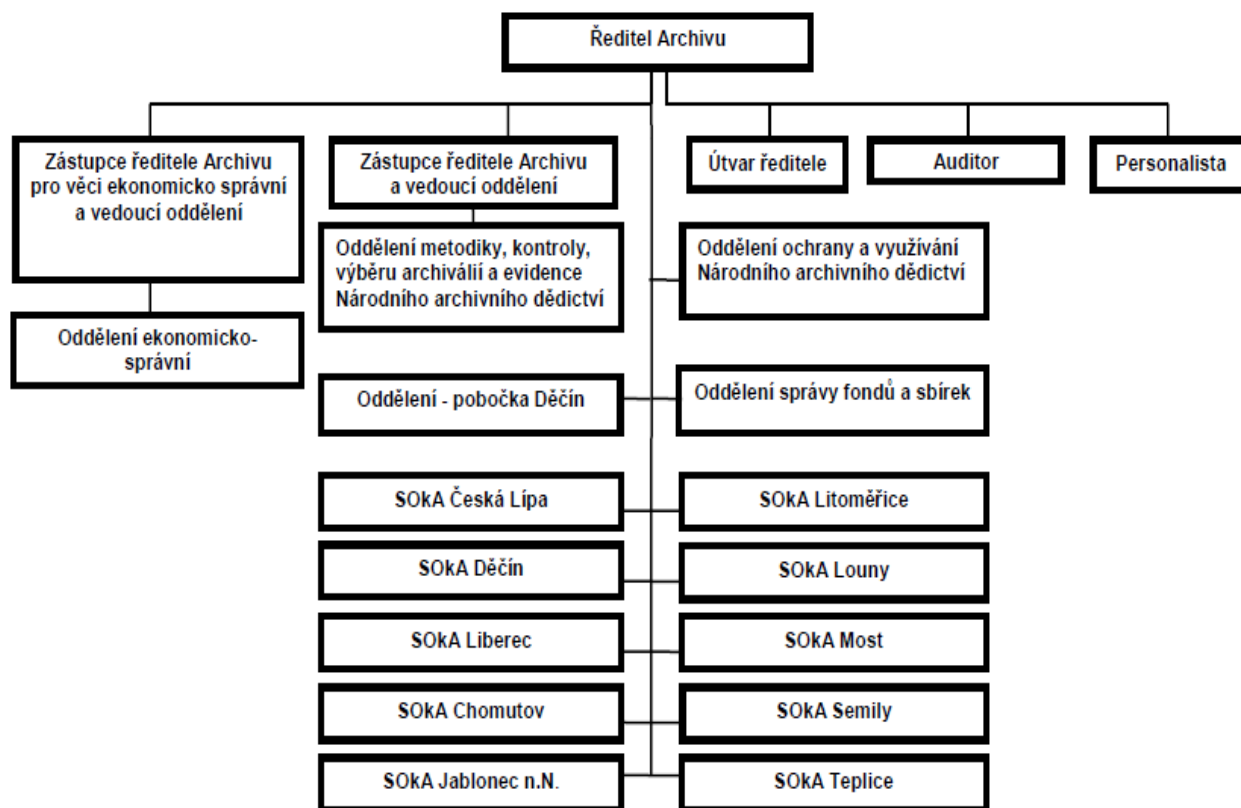 Ředitel Archivu
Zástupce ředitele Archivu
pro věci ekonomicko správní
a vedoucí oddělení
Zástupce ředitele Archivu
a vedoucí oddělení
Útvar ředitele
Auditor
Personalista
Oddělení metodiky, kontroly,
výběru archiválií a evidence
Národního archivního dědictví
Oddělení ochrany a využívání
Národního archivního dědictví
Oddělení ekonomicko-
správní
Oddělení - pobočka Děčín
Oddělení správy fondů a sbírek
SOkA Česká Lípa
SOkA Litoměřice
SOkA Děčín
SOkA Louny
SOkA Liberec
SOkA Most
SOkA Chomutov
SOkA Semily
SOkA Jablonec n.N.
SOkA Teplice